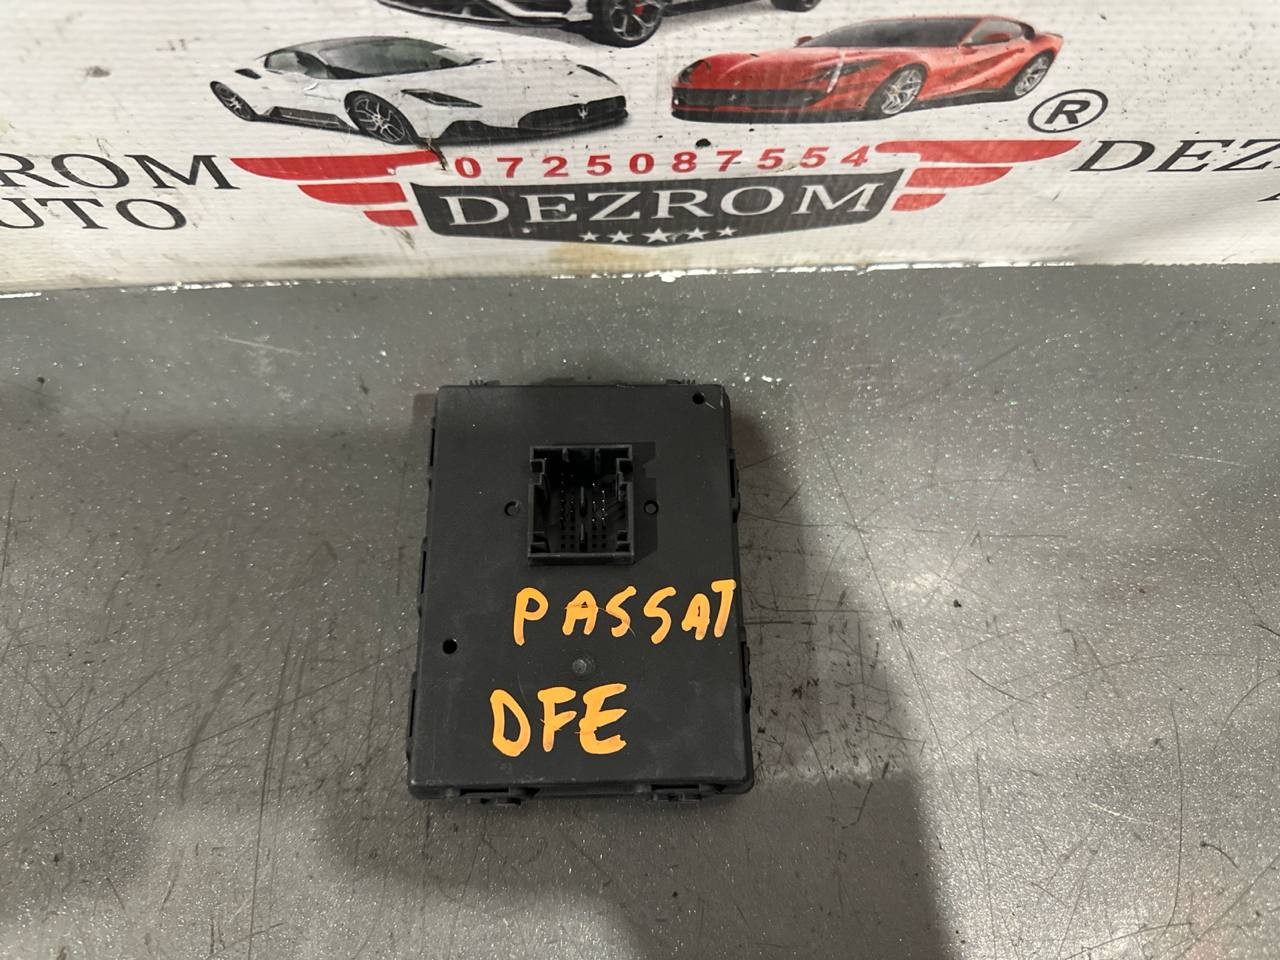 ®
0725087554
DEZROM
ROM
UTO
DEZ
PASSAT
DFE